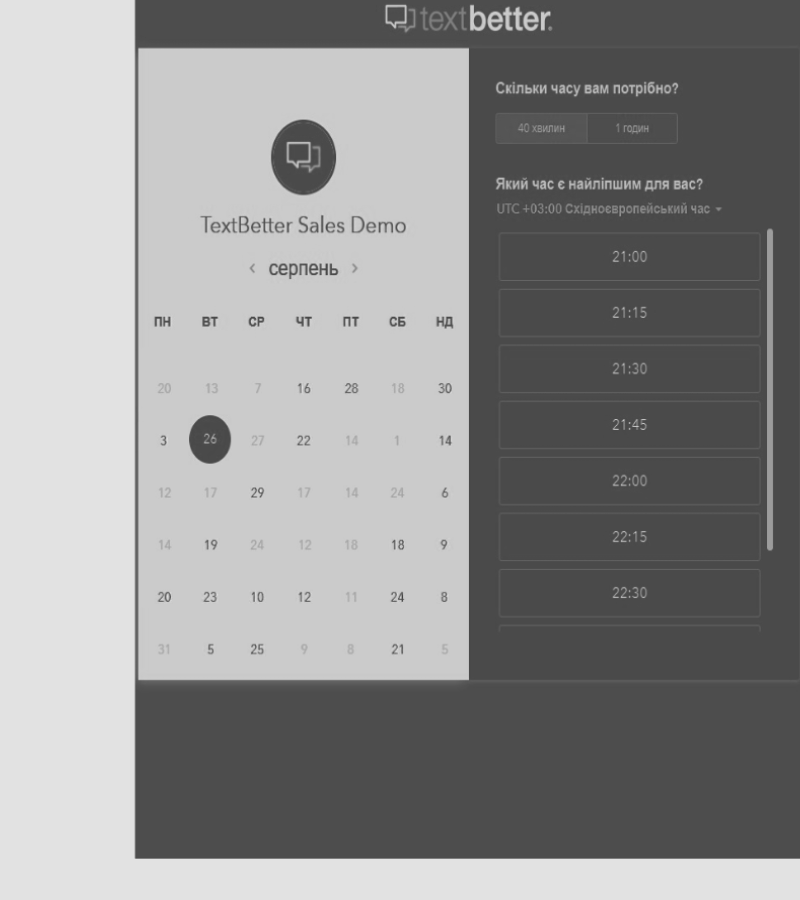 textbetter.
TextBetter Sales Demo
серпень
ПН ВТ СР ЧТ ПТ СБ НД
20 13 7 16 28 18 30
3 26 27 22 14 1 14
12 17 29 17 14 24 6
14 19 24 12 18 18 9
20 23 10 12 11 24 8
31 5 25 9 8 21 5
Скільки часу вам потрібно?
40 хвилин 1 годин
Який час є найліпшим для вас?
UTC +03:00 Східноєвропейський час
21:00
21:15
21:30
21:45
22:00
22:15
22:30